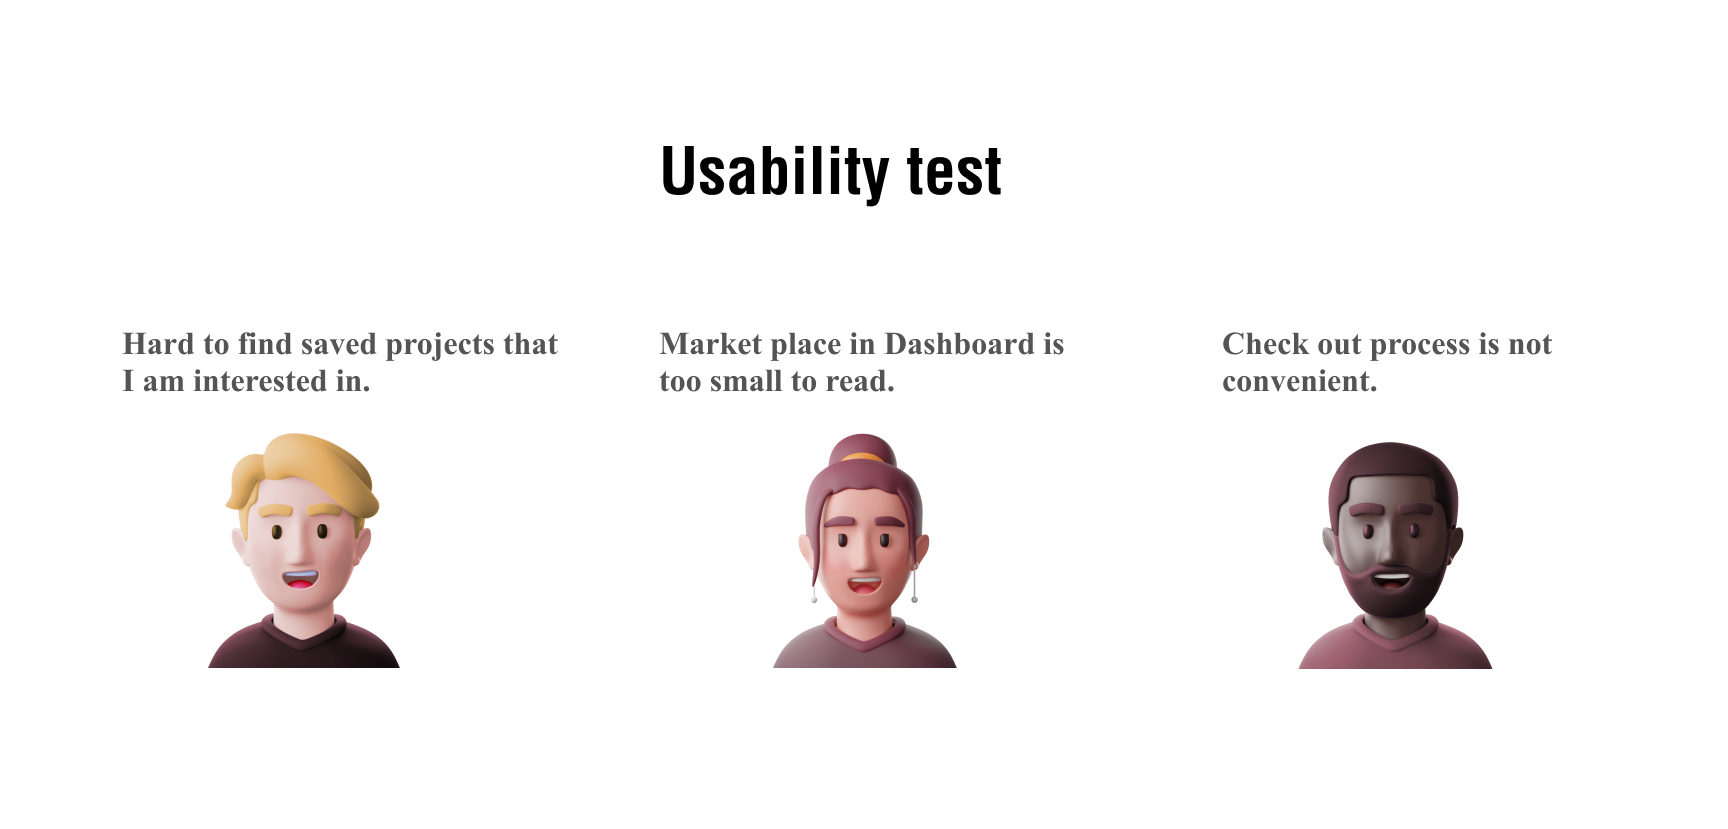 Usability test
Hard to find saved projects that
I am interested in.
Market place in Dashboard is
too small to read.
Check out process is not
convenient.